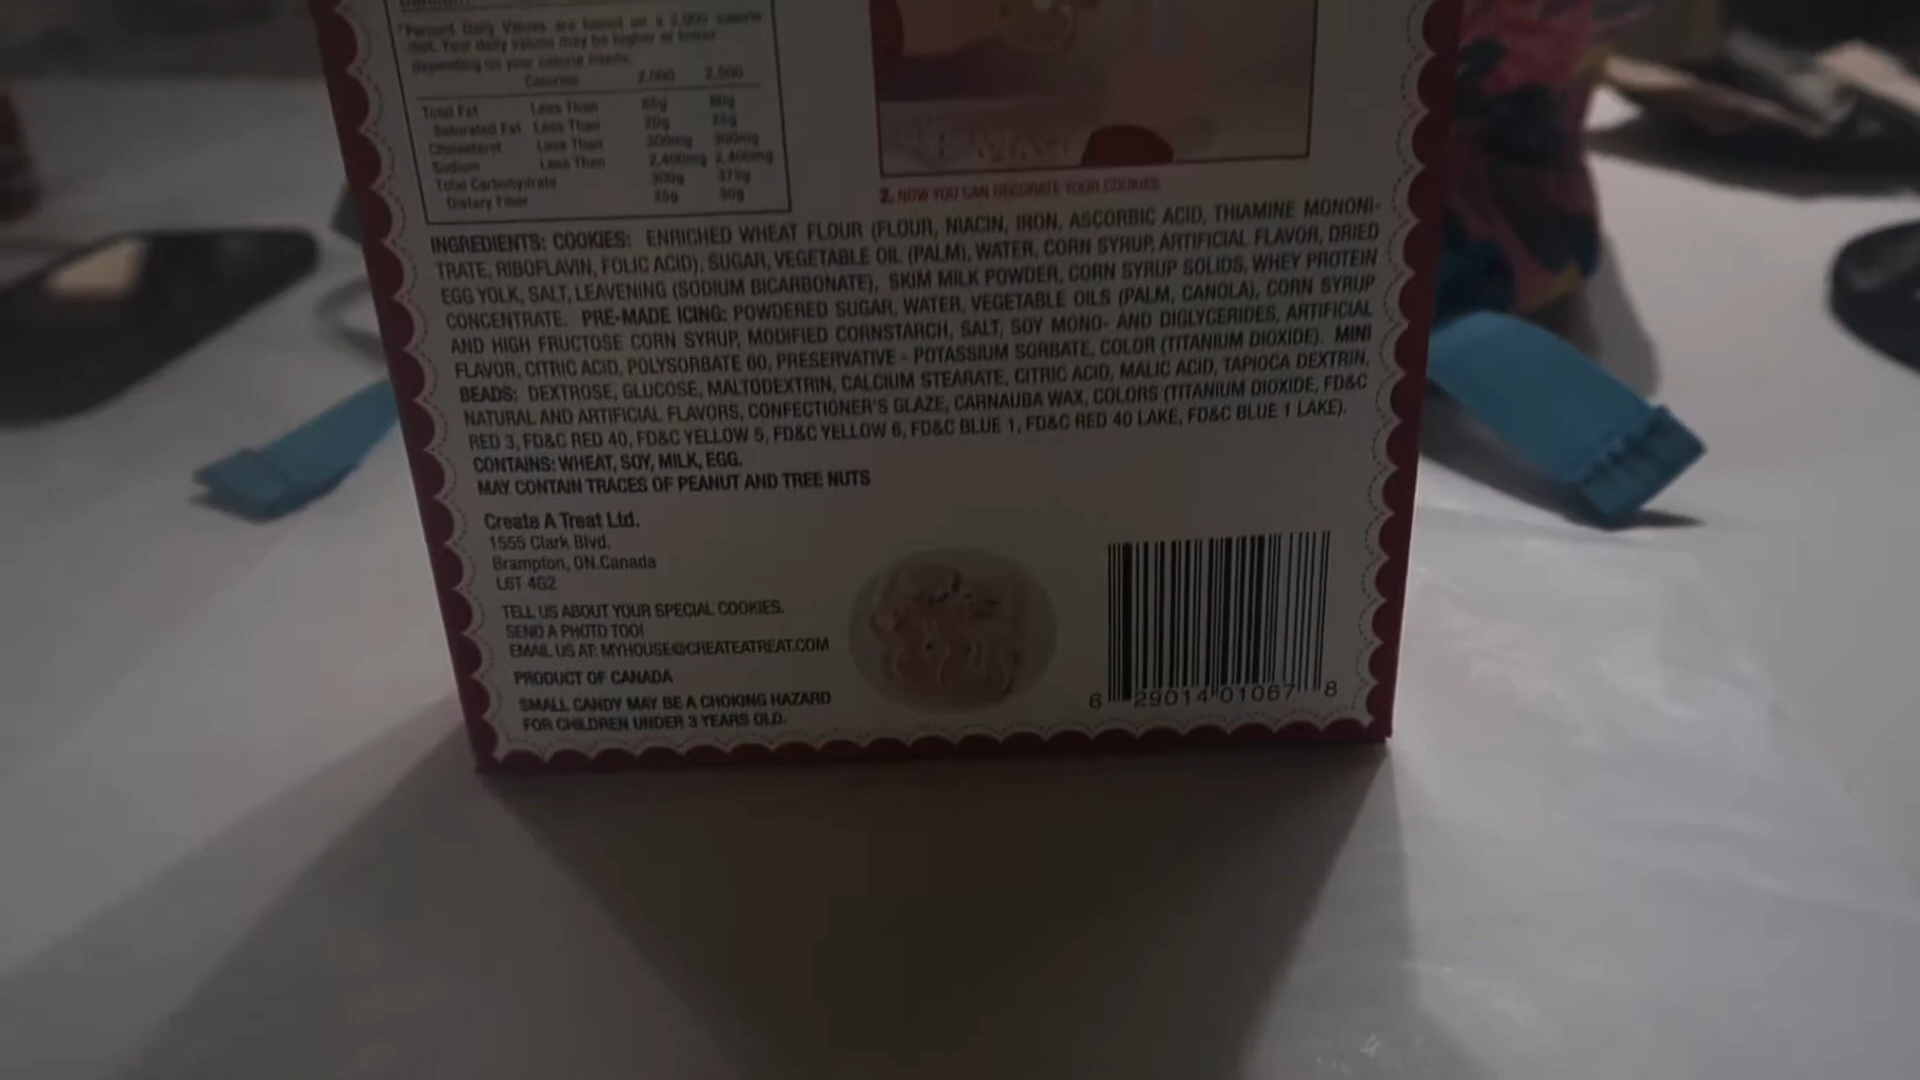 *Percent Daily Values are based on a 2,000 calorie
diet. Your daily values may be higher or lower
depending on your calorie needs:
Calories 2,000 2,500
Total Fat Less Than 65g 80g
Saturated Fat Less Than 20g 25g
Cholesterol Less Than 300mg 300mg
Sodium Less Than 2,400mg 2,400mg
Total Carbohydrate 300g 375g
Dietary Fiber 25g 30g
2. NOW YOU CAN DECORATE YOUR COOKIES
INGREDIENTS: COOKIES: ENRICHED WHEAT FLOUR (FLOUR, NIACIN, IRON, ASCORBIC ACID, THIAMINE MONONI-
TRATE, RIBOFLAVIN, FOLIC ACID), SUGAR, VEGETABLE OIL (PALM), WATER, CORN SYRUP, ARTIFICIAL FLAVOR, DRIED
EGG YOLK, SALT, LEAVENING (SODIUM BICARBONATE), SKIM MILK POWDER, CORN SYRUP SOLIDS, WHEY PROTEIN
CONCENTRATE. PRE-MADE ICING: POWDERED SUGAR, WATER, VEGETABLE OILS (PALM, CANOLA), CORN SYRUP
AND HIGH FRUCTOSE CORN SYRUP, MODIFIED CORNSTARCH, SALT, SOY MONO- AND DIGLYCERIDES, ARTIFICIAL
FLAVOR, CITRIC ACID, POLYSORBATE 60, PRESERVATIVE - POTASSIUM SORBATE, COLOR (TITANIUM DIOXIDE). MINI
BEADS: DEXTROSE, GLUCOSE, MALTODEXTRIN, CALCIUM STEARATE, CITRIC ACID, MALIC ACID, TAPIOCA DEXTRIN,
NATURAL AND ARTIFICIAL FLAVORS, CONFECTIONER'S GLAZE, CARNAUBA WAX, COLORS (TITANIUM DIOXIDE, FD&C
RED 3, FD&C RED 40, FD&C YELLOW 5, FD&C YELLOW 6, FD&C BLUE 1, FD&C RED 40 LAKE, FD&C BLUE 1 LAKE).
CONTAINS: WHEAT, SOY, MILK, EGG.
MAY CONTAIN TRACES OF PEANUT AND TREE NUTS
Create A Treat Ltd.
1555 Clark Blvd.
Brampton, ON.Canada
L6T 4G2
TELL US ABOUT YOUR SPECIAL COOKIES.
SEND A PHOTO TOO!
EMAIL US AT: MYHOUSE@CREATEATREAT.COM
PRODUCT OF CANADA
SMALL CANDY MAY BE A CHOKING HAZARD
FOR CHILDREN UNDER 3 YEARS OLD.
6 29014 01067 8